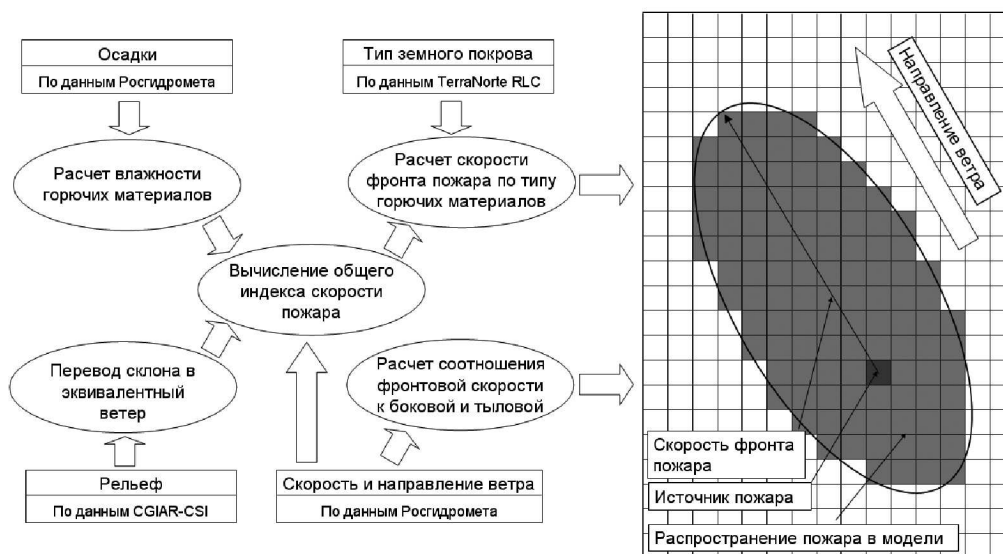 Осадки
По данным Росгидромета
Тип земного покрова
По данным TerraNorte RLC
Расчет влажности
горючих материалов
Расчет скорости
фронта пожара по типу
горючих материалов
Вычисление общего
индекса скорости
пожара
Перевод склона в
эквивалентный
ветер
Расчет соотношения
фронтовой скорости
к боковой и тыловой
Рельеф
По данным CGIAR-CSI
Скорость и направление ветра
По данным Росгидромета
Направление ветра
Скорость фронта
пожара
Источник пожара
Распространение пожара в модели